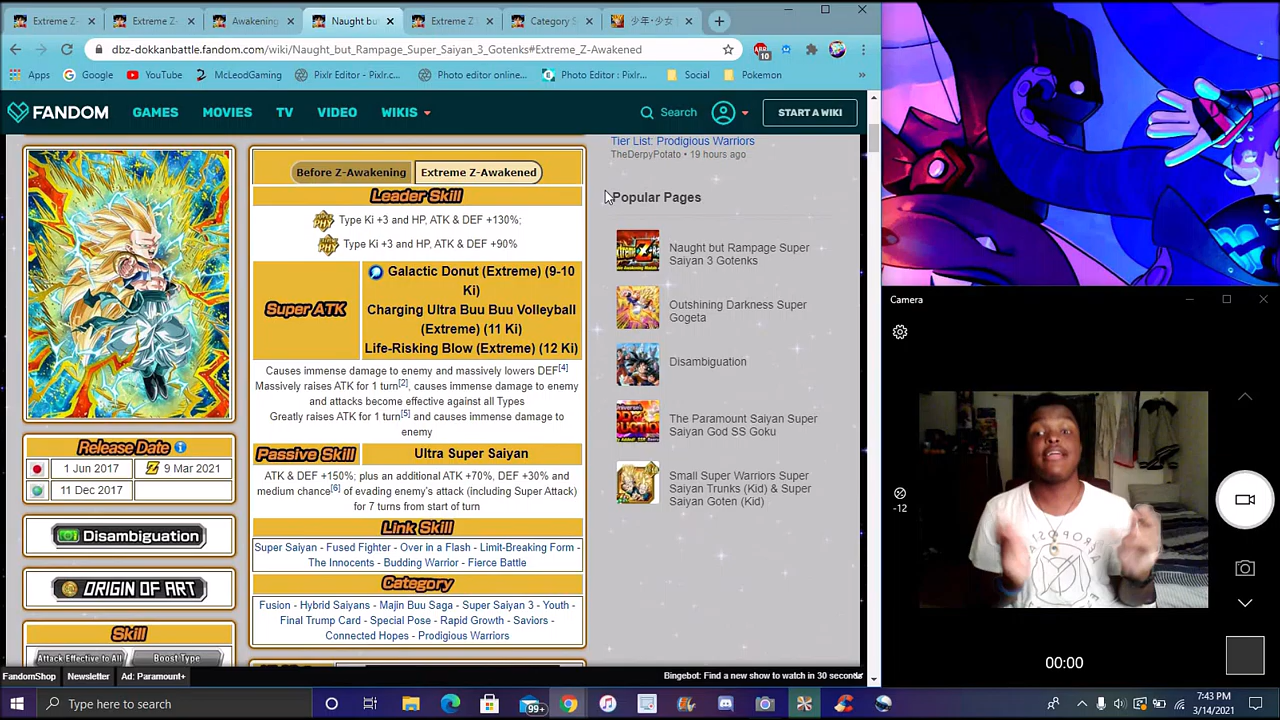 Extreme Z-
Extreme Z-
Awakening
Naught bu
Extreme Z
Category S
少年・少女
dbz-dokkanbattle.fandom.com/wiki/Naught_but_Rampage_Super_Saiyan_3_Gotenks#Extreme_Z-Awakened
ABP
10
Apps
Google
YouTube
McLeodGaming
Pixlr Editor - Pixlr.c...
Photo editor online...
Photo Editor : Pixlr...
Social
Pokemon
»
FANDOM
GAMES
MOVIES
TV
VIDEO
WIKIS
Search
START A WIKI
Before Z-Awakening
Extreme Z-Awakened
Leader Skill
PHY Type Ki +3 and HP, ATK & DEF +130%;
PHY Type Ki +3 and HP, ATK & DEF +90%
Super ATK
Galactic Donut (Extreme) (9-10
Ki)
Charging Ultra Buu Buu Volleyball
(Extreme) (11 Ki)
Life-Risking Blow (Extreme) (12 Ki)
Causes immense damage to enemy and massively lowers DEF[4]
Massively raises ATK for 1 turn[2], causes immense damage to enemy
and attacks become effective against all Types
Greatly raises ATK for 1 turn[5] and causes immense damage to
enemy
Passive Skill
Ultra Super Saiyan
ATK & DEF +150%; plus an additional ATK +70%, DEF +30% and
medium chance[6] of evading enemy's attack (including Super Attack)
for 7 turns from start of turn
Link Skill
Super Saiyan - Fused Fighter - Over in a Flash - Limit-Breaking Form -
The Innocents - Budding Warrior - Fierce Battle
Category
Fusion - Hybrid Saiyans - Majin Buu Saga - Super Saiyan 3 - Youth -
Final Trump Card - Special Pose - Rapid Growth - Saviors -
Connected Hopes - Prodigious Warriors
Release Date
1 Jun 2017
Z 9 Mar 2021
11 Dec 2017
Disambiguation
ORIGIN OF ART
Skill
Attack Effective to All
Boost Type
Tier List: Prodigious Warriors
TheDerpyPotato • 19 hours ago
Popular Pages
Naught but Rampage Super
Saiyan 3 Gotenks
Outshining Darkness Super
Gogeta
Disambiguation
The Paramount Saiyan Super
Saiyan God SS Goku
Small Super Warriors Super
Saiyan Trunks (Kid) & Super
Saiyan Goten (Kid)
FandomShop
Newsletter
Ad: Paramount+
Bingebot: Find a new show to watch in 30 seconds
Camera
-12
00:00
Type here to search
99+
7:43 PM
3/14/2021